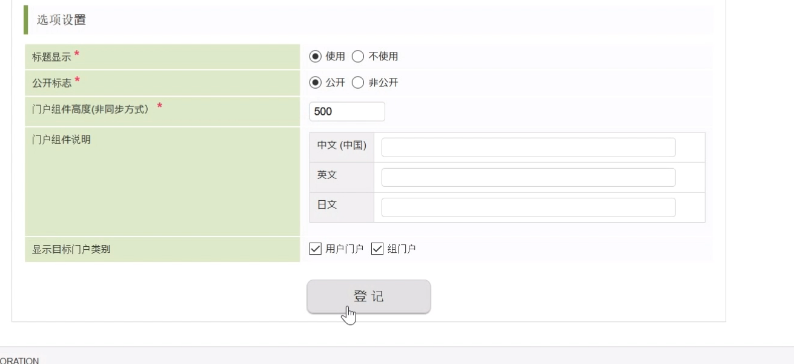 选项设置
标题显示 * 使用 不使用
公开标志 * 公开 非公开
门户组件高度(非同步方式) * 500
门户组件说明 中文 (中国)
英文
日文
显示目标门户类别 用户门户 组门户
登 记
ORATION